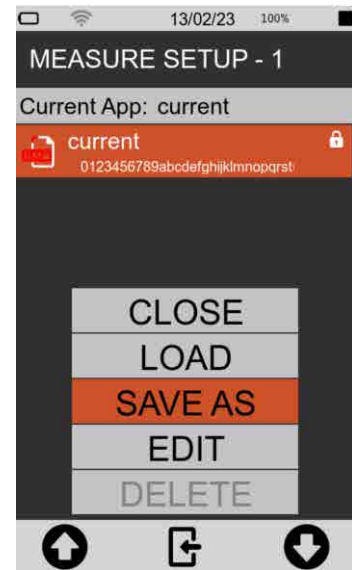 13/02/23 100%
MEASURE SETUP - 1
Current App: current
current
0123456789abcdefghijklmnopqrst
CLOSE
LOAD
SAVE AS
EDIT
DELETE